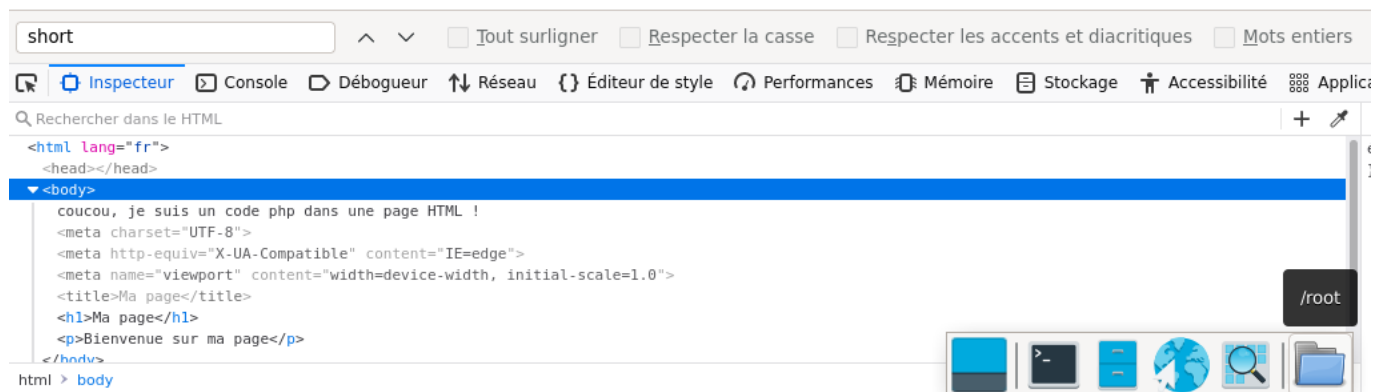 short
Tout surligner Respecter la casse Respecter les accents et diacritiques Mots entiers
Inspecteur Console Débogueur Réseau {} Éditeur de style Performances Mémoire Stockage Accessibilité Applica
Rechercher dans le HTML
<html lang="fr">
<head></head>
<body>
coucou, je suis un code php dans une page HTML !
<meta charset="UTF-8">
<meta http-equiv="X-UA-Compatible" content="IE=edge">
<meta name="viewport" content="width=device-width, initial-scale=1.0">
<title>Ma page</title>
<h1>Ma page</h1>
<p>Bienvenue sur ma page</p>
</body>
/root
html > body